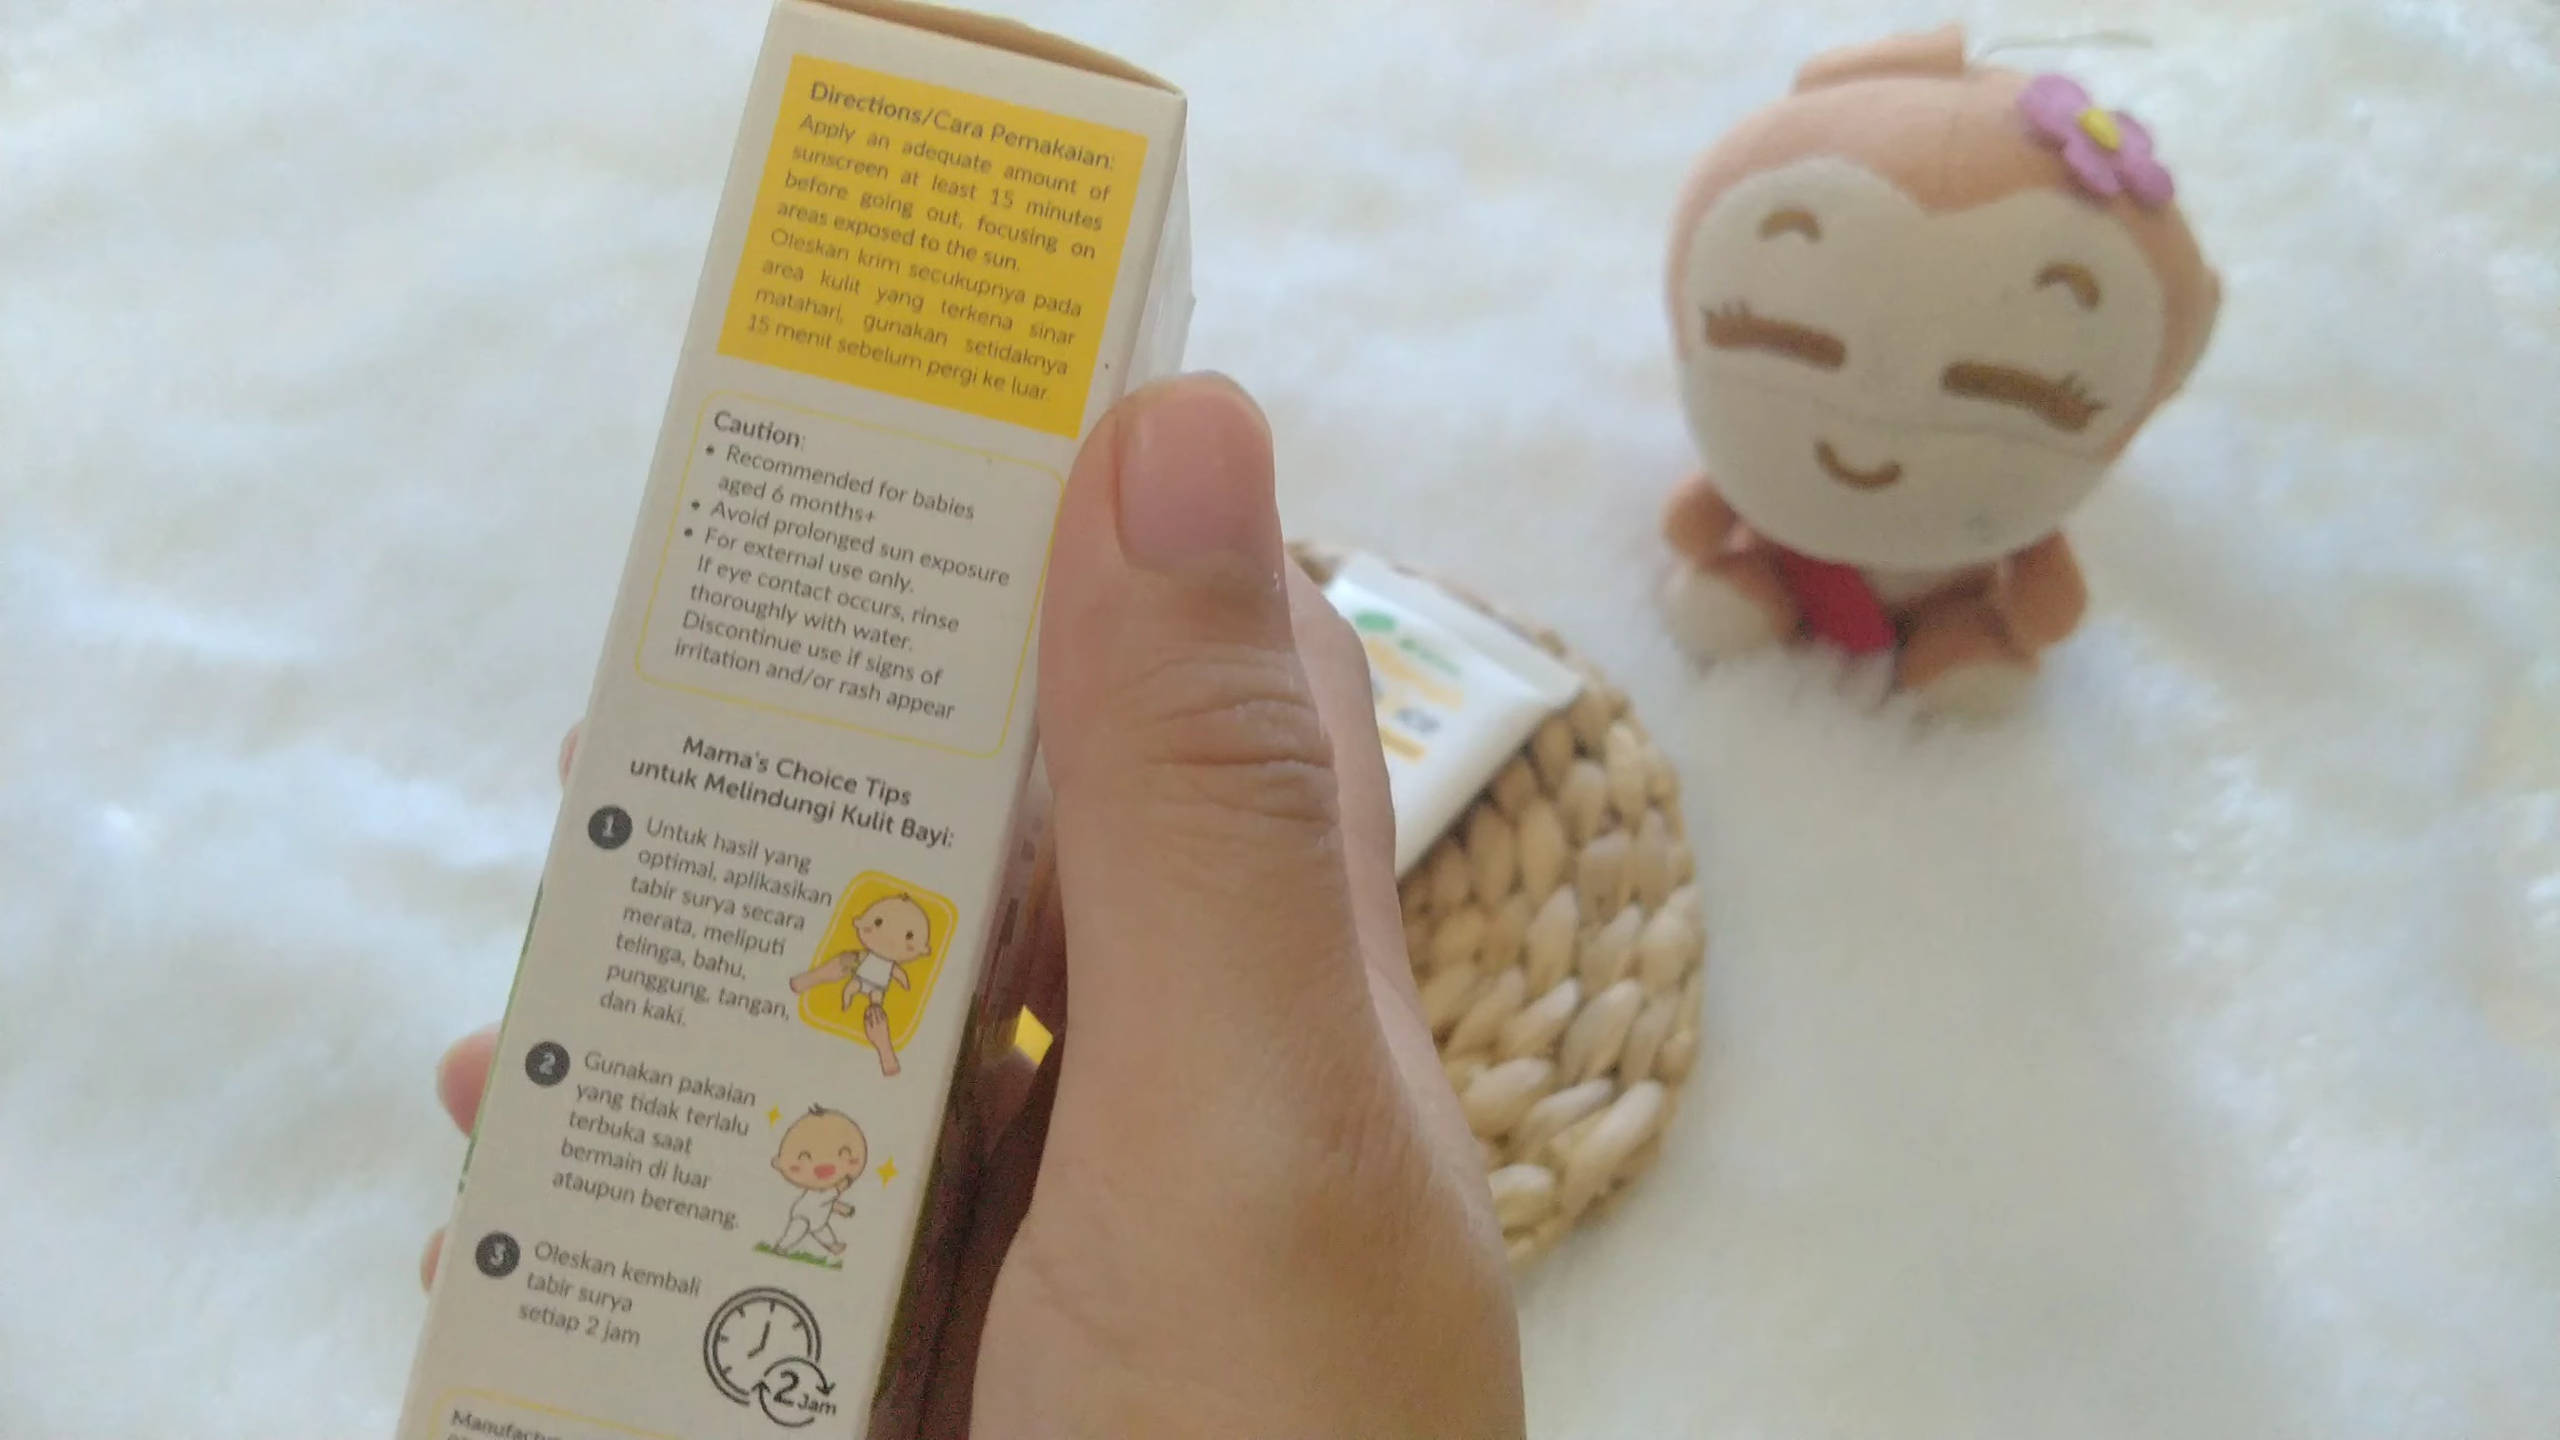 Directions/Cara Pemakaian:
Apply an adequate amount of
sunscreen at least 15 minutes
before going out, focusing on
areas exposed to the sun.
Oleskan krim secukupnya pada
area kulit yang terkena sinar
matahari, gunakan setidaknya
15 menit sebelum pergi ke luar.
Caution:
• Recommended for babies
aged 6 months+
• Avoid prolonged sun exposure
• For external use only.
If eye contact occurs, rinse
thoroughly with water.
Discontinue use if signs of
irritation and/or rash appear
Mama's Choice Tips
untuk Melindungi Kulit Bayi:
1 Untuk hasil yang
optimal, aplikasikan
tabir surya secara
merata, meliputi
telinga, bahu,
punggung, tangan,
dan kaki.
2 Gunakan pakaian
yang tidak terlalu
terbuka saat
bermain di luar
ataupun berenang.
3 Oleskan kembali
tabir surya
setiap 2 jam
2 Jam